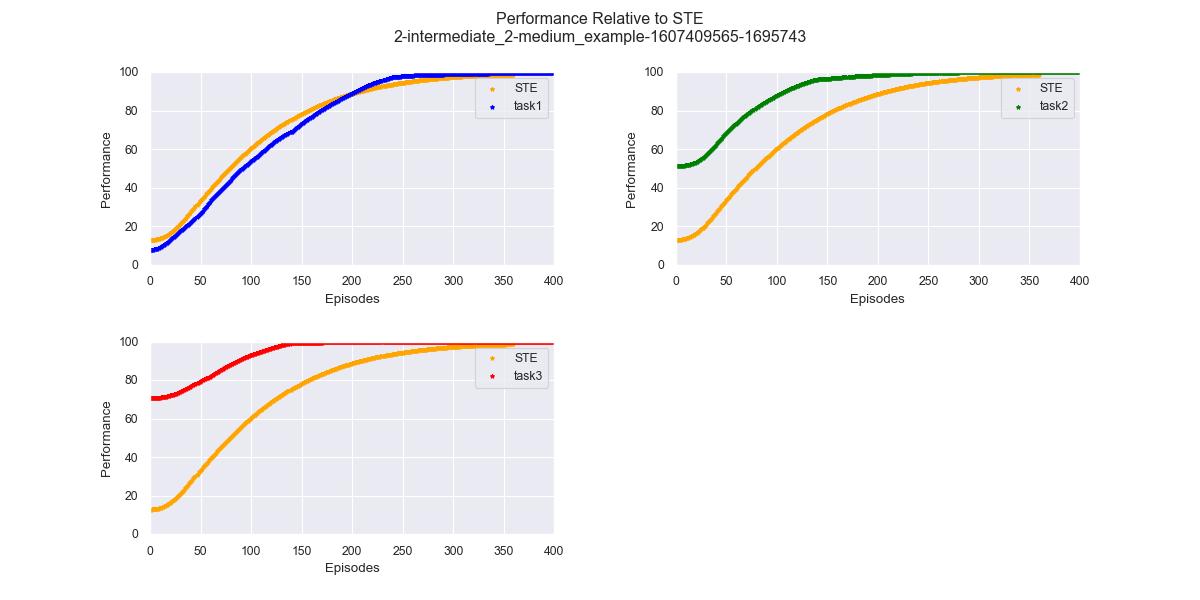 Performance Relative to STE
2-intermediate_2-medium_example-1607409565-1695743
100
80
60
40
20
0
Performance
0 50 100 150 200 250 300 350 400
Episodes
STE
task1
100
80
60
40
20
0
Performance
0 50 100 150 200 250 300 350 400
Episodes
STE
task2
100
80
60
40
20
0
Performance
0 50 100 150 200 250 300 350 400
Episodes
STE
task3